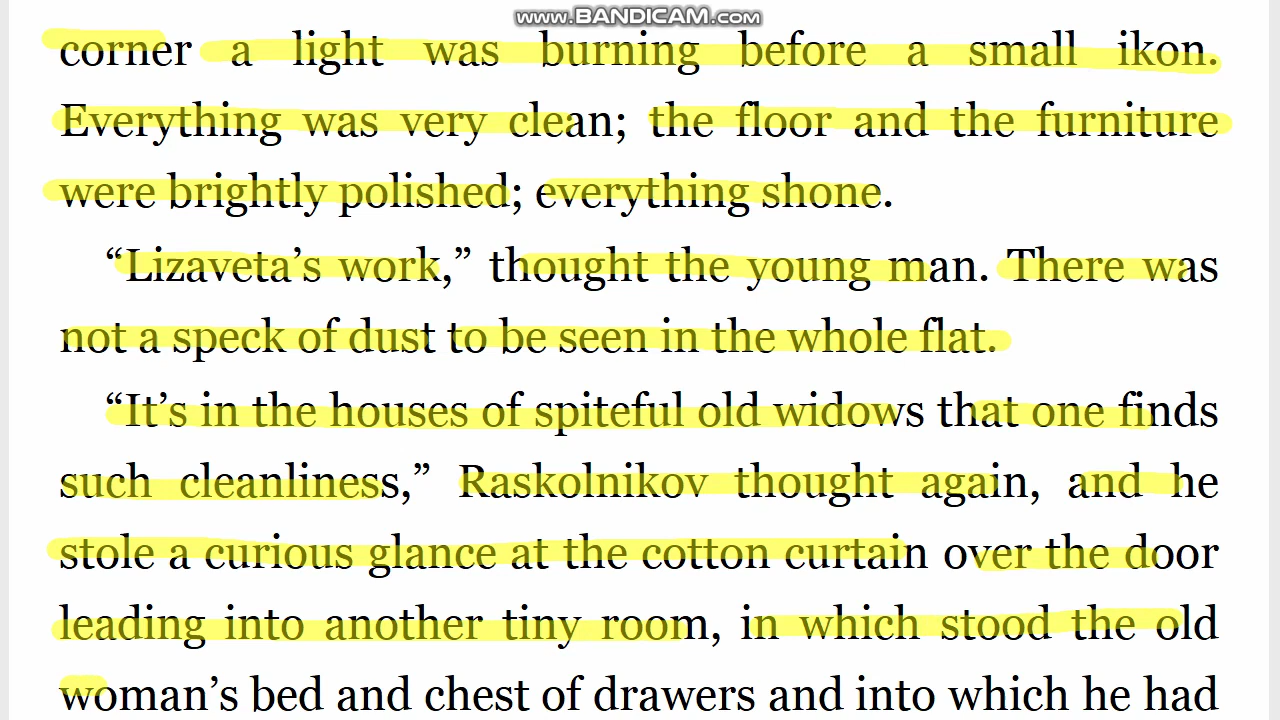 www.BANDICAM.com
corner a light was burning before a small ikon.
Everything was very clean; the floor and the furniture
were brightly polished; everything shone.
“Lizaveta’s work,” thought the young man. There was
not a speck of dust to be seen in the whole flat.
“It’s in the houses of spiteful old widows that one finds
such cleanliness,” Raskolnikov thought again, and he
stole a curious glance at the cotton curtain over the door
leading into another tiny room, in which stood the old
woman’s bed and chest of drawers and into which he had